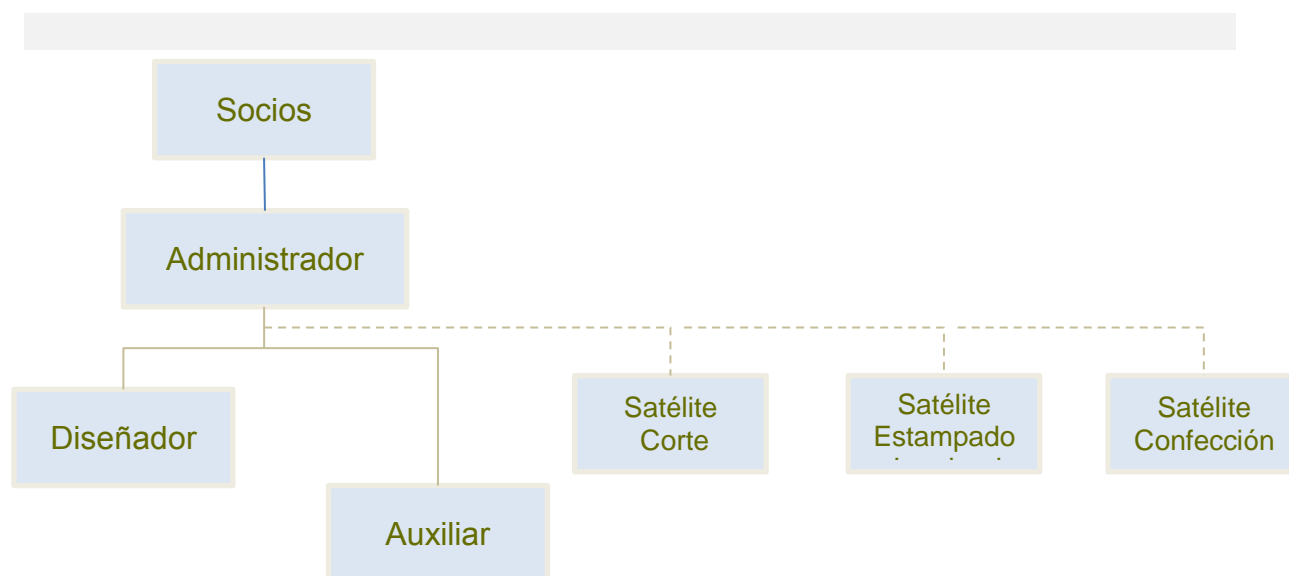 Socios
Administrador
Diseñador
Auxiliar
Satélite
Corte
Satélite
Estampado
Satélite
Confección